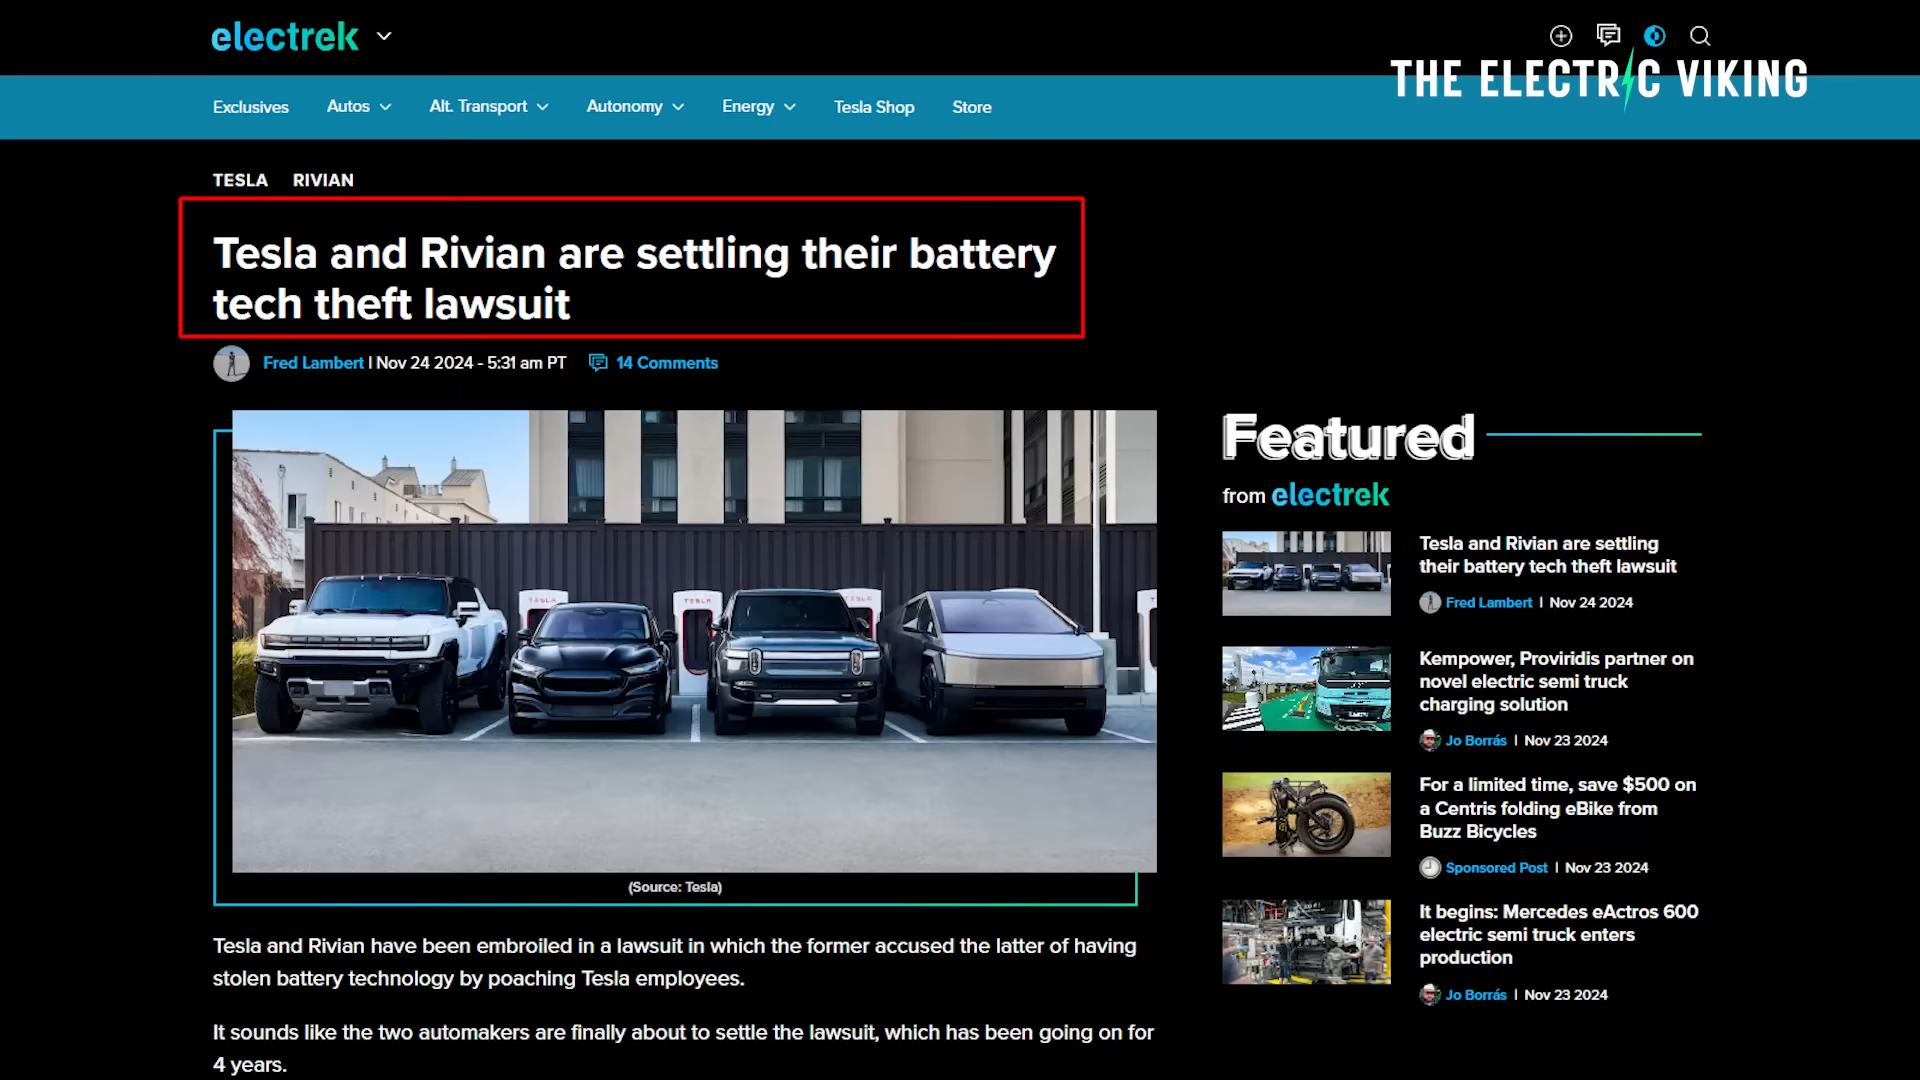 electrek
THE ELECTRIC VIKING
Exclusives Autos Alt. Transport Autonomy Energy Tesla Shop Store
TESLA RIVIAN
Tesla and Rivian are settling their battery
tech theft lawsuit
Fred Lambert | Nov 24 2024 - 5:31 am PT 14 Comments
TESLA
TESLA
TESLA
(Source: Tesla)
Tesla and Rivian have been embroiled in a lawsuit in which the former accused the latter of having
stolen battery technology by poaching Tesla employees.
It sounds like the two automakers are finally about to settle the lawsuit, which has been going on for
4 years.
Featured
from electrek
Tesla and Rivian are settling
their battery tech theft lawsuit
Fred Lambert | Nov 24 2024
Kempower, Proviridis partner on
novel electric semi truck
charging solution
Jo Borrás | Nov 23 2024
For a limited time, save $500 on
a Centris folding eBike from
Buzz Bicycles
Sponsored Post | Nov 23 2024
It begins: Mercedes eActros 600
electric semi truck enters
production
Jo Borrás | Nov 23 2024